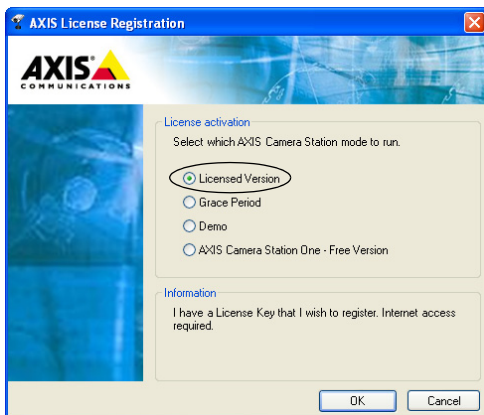 AXIS License Registration
AXIS
COMMUNICATIONS
License activation
Select which AXIS Camera Station mode to run.
Licensed Version
Grace Period
Demo
AXIS Camera Station One - Free Version
Information
I have a License Key that I wish to register. Internet access
required.
OK
Cancel